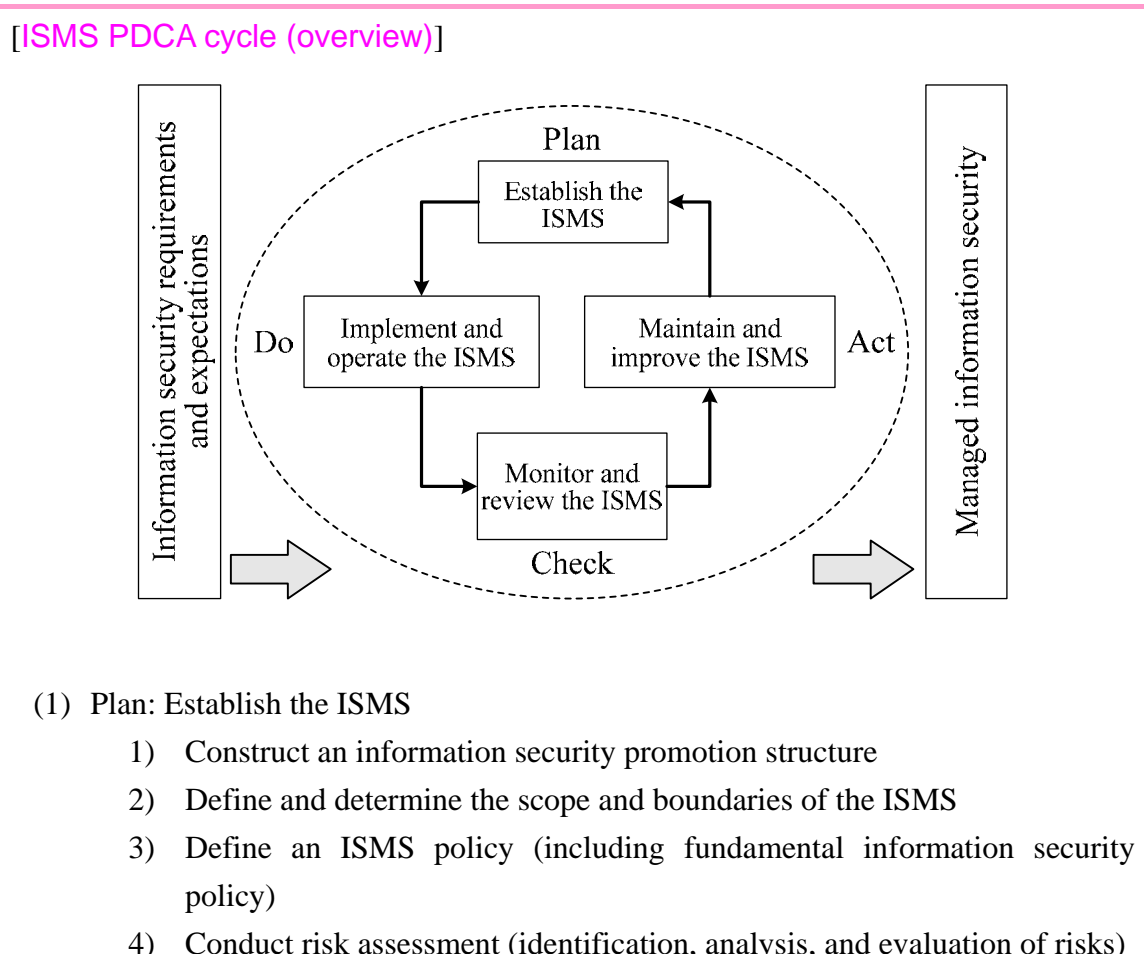 [ISMS PDCA cycle (overview)]
Information security requirements
and expectations
Plan
Establish the
ISMS
Do
Implement and
operate the ISMS
Maintain and
improve the ISMS
Act
Monitor and
review the ISMS
Check
Managed information security
(1) Plan: Establish the ISMS
1) Construct an information security promotion structure
2) Define and determine the scope and boundaries of the ISMS
3) Define an ISMS policy (including fundamental information security
policy)
4) Conduct risk assessment (identification, analysis, and evaluation of risks)